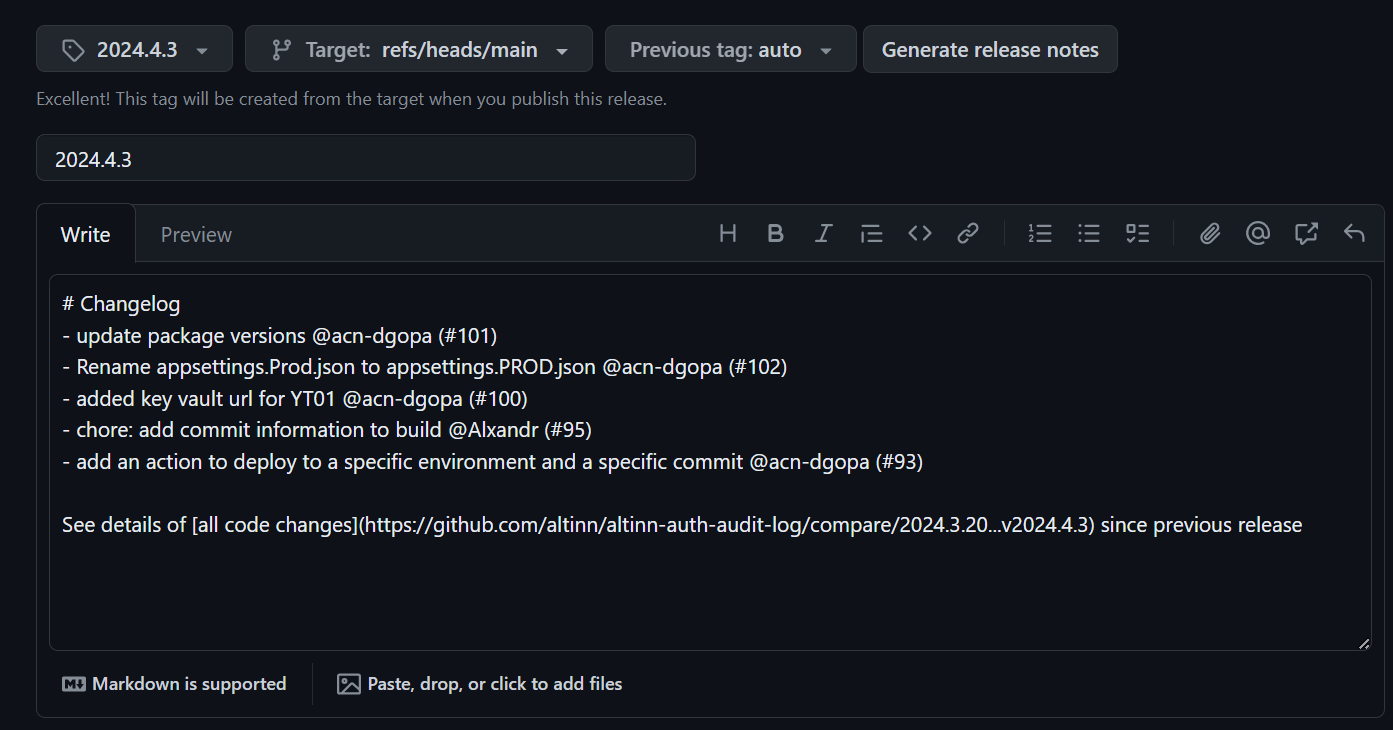 2024.4.3 Target: refs/heads/main Previous tag: auto Generate release notes
Excellent! This tag will be created from the target when you publish this release.
2024.4.3
Write Preview
# Changelog
- update package versions @acn-dgopa (#101)
- Rename appsettings.Prod.json to appsettings.PROD.json @acn-dgopa (#102)
- added key vault url for YT01 @acn-dgopa (#100)
- chore: add commit information to build @Alxandr (#95)
- add an action to deploy to a specific environment and a specific commit @acn-dgopa (#93)
See details of [all code changes](https://github.com/altinn/altinn-auth-audit-log/compare/2024.3.20...v2024.4.3) since previous release
Markdown is supported Paste, drop, or click to add files